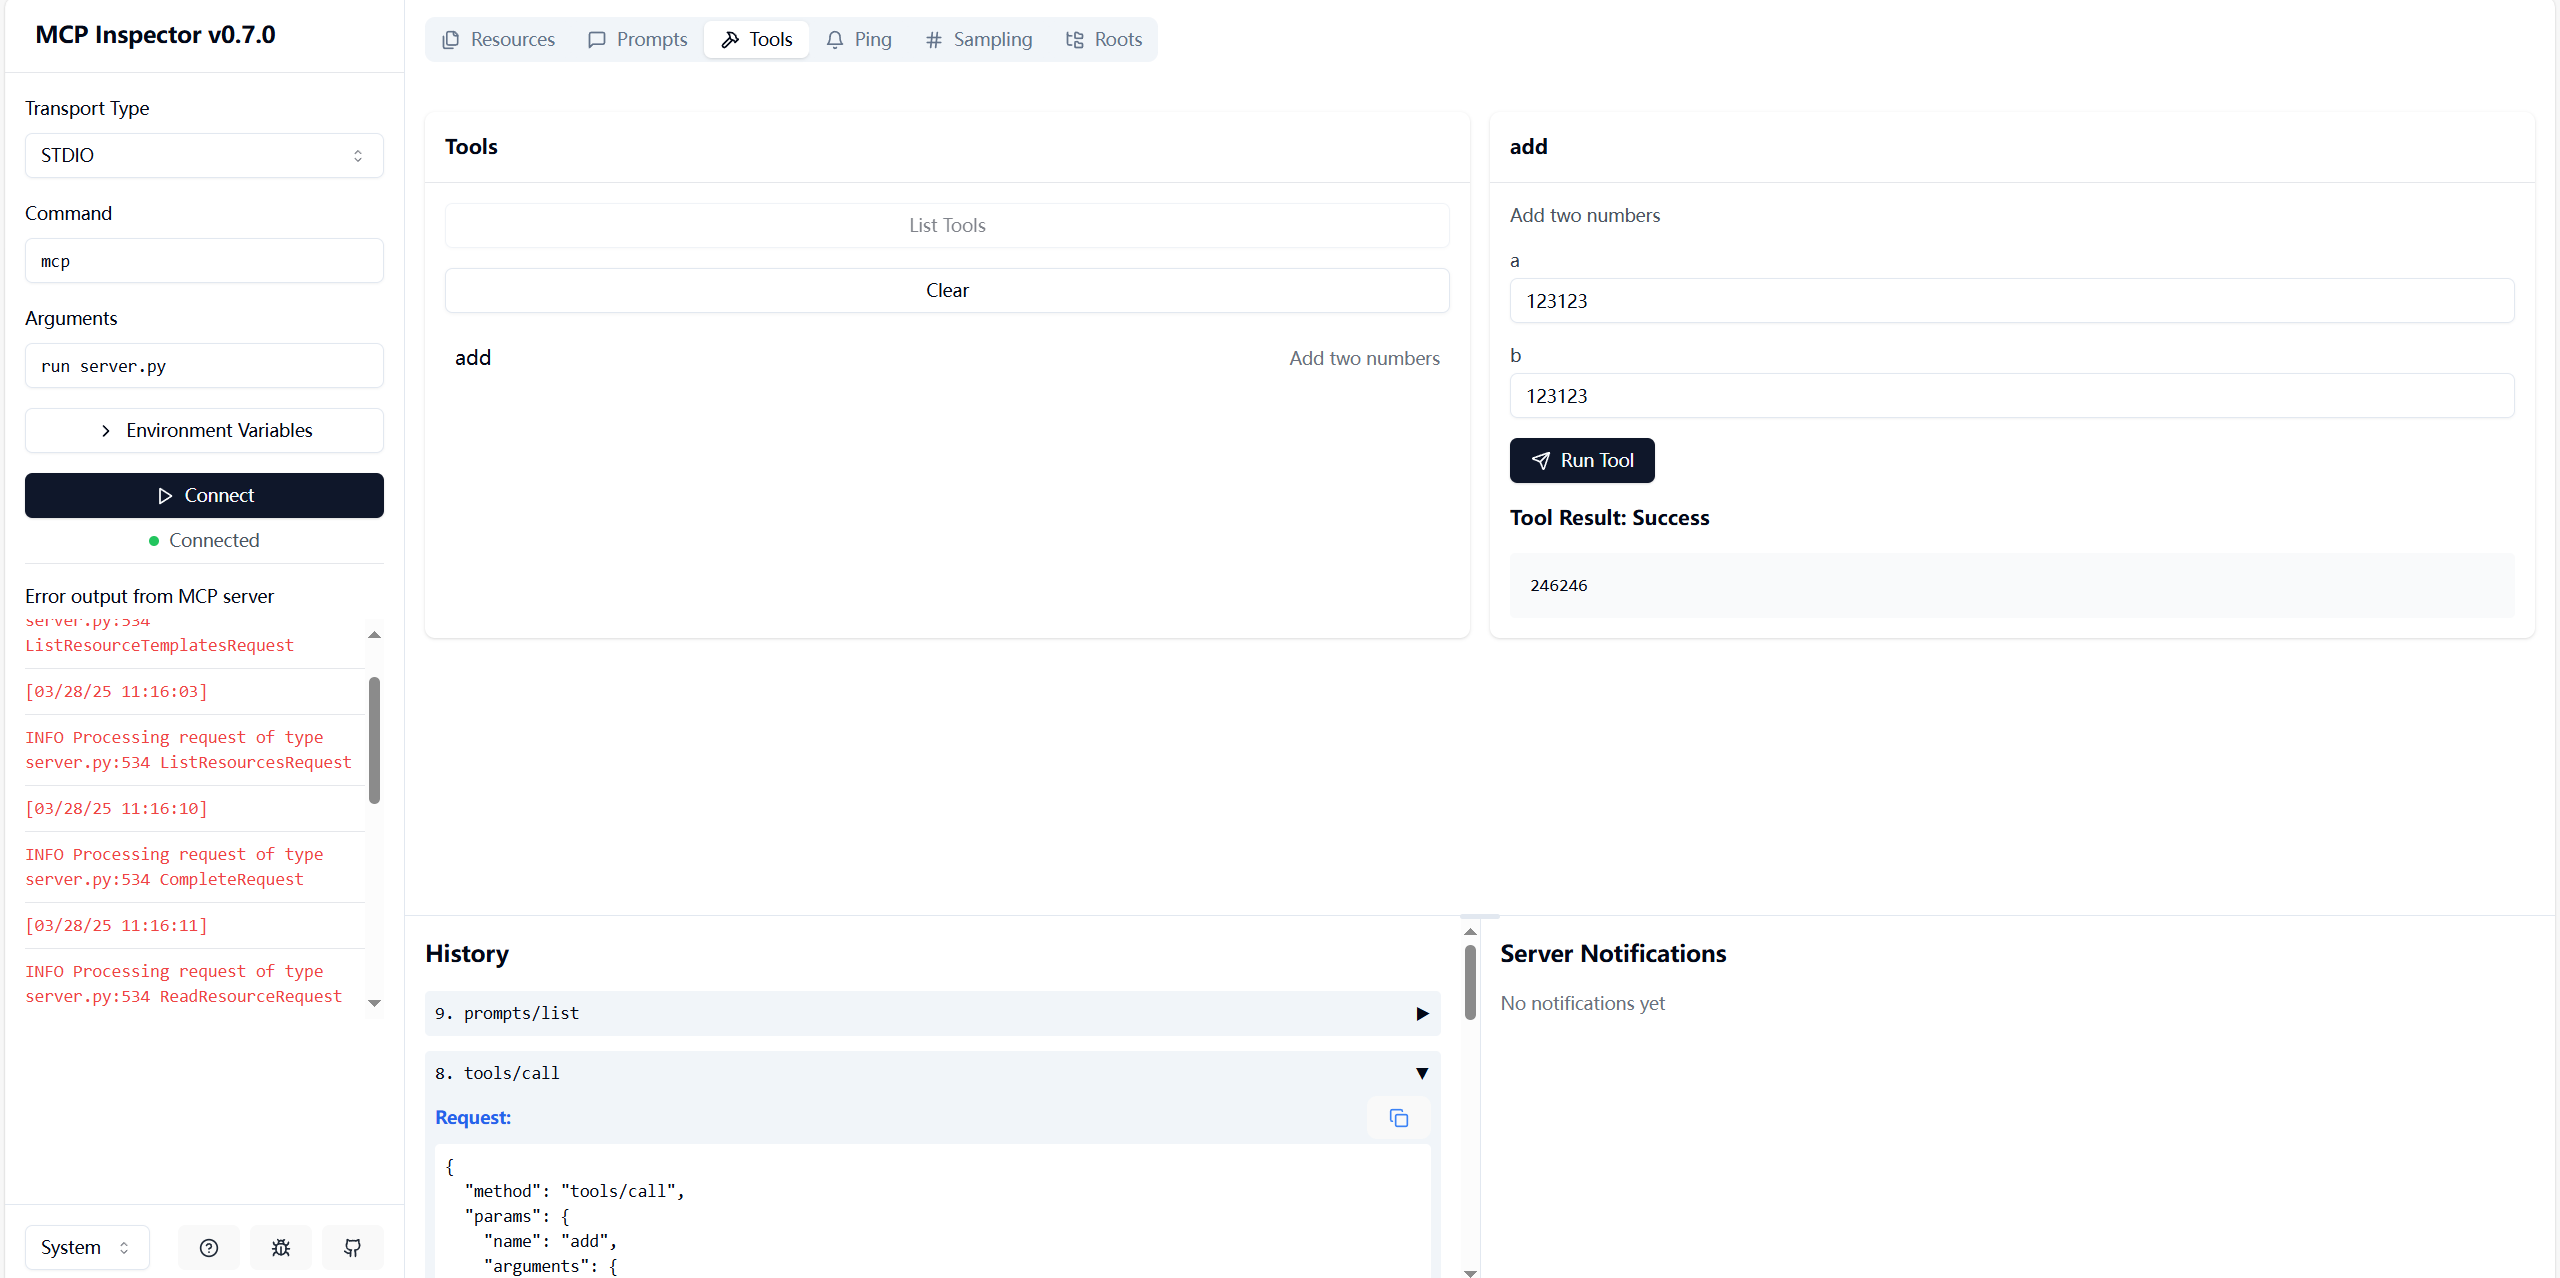 MCP Inspector v0.7.0
Transport Type
STDIO
Command
mcp
Arguments
run server.py
Environment Variables
Connect
Connected
Error output from MCP server
server.py:534
ListResourceTemplatesRequest
[03/28/25 11:16:03]
INFO Processing request of type
server.py:534 ListResourcesRequest
[03/28/25 11:16:10]
INFO Processing request of type
server.py:534 CompleteRequest
[03/28/25 11:16:11]
INFO Processing request of type
server.py:534 ReadResourceRequest
System
Resources Prompts Tools Ping Sampling Roots
Tools
List Tools
Clear
add Add two numbers
add
Add two numbers
a
123123
b
123123
Run Tool
Tool Result: Success
246246
History
9. prompts/list
8. tools/call
Request:
{
"method": "tools/call",
"params": {
"name": "add",
"arguments": {
Server Notifications
No notifications yet